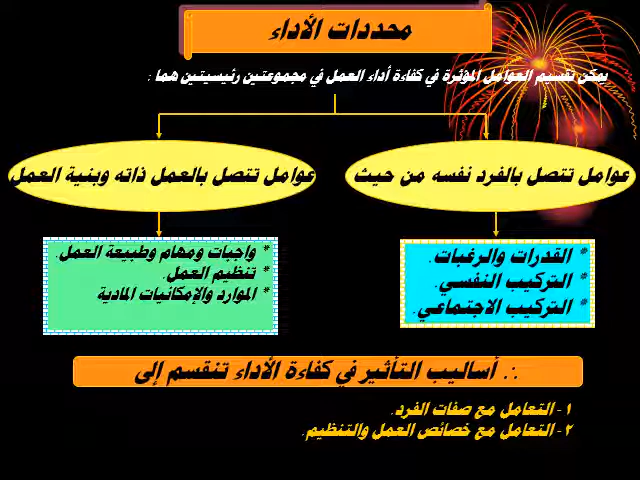 محددات الأداء
يمكن تقسيم العوامل المؤثرة في كفاءة أداء العمل في مجموعتين رئيسيتين هما :
عوامل تتصل بالفرد نفسه من حيث
* القدرات والرغبات.
* التركيب النفسي.
* التركيب الاجتماعي.
عوامل تتصل بالعمل ذاته وبنية العمل
* واجبات ومهام وطبيعة العمل.
* تنظيم العمل.
* الموارد والإمكانيات المادية
∴ أساليب التأثير في كفاءة الأداء تنقسم إلى
١- التعامل مع صفات الفرد.
٢- التعامل مع خصائص العمل والتنظيم.